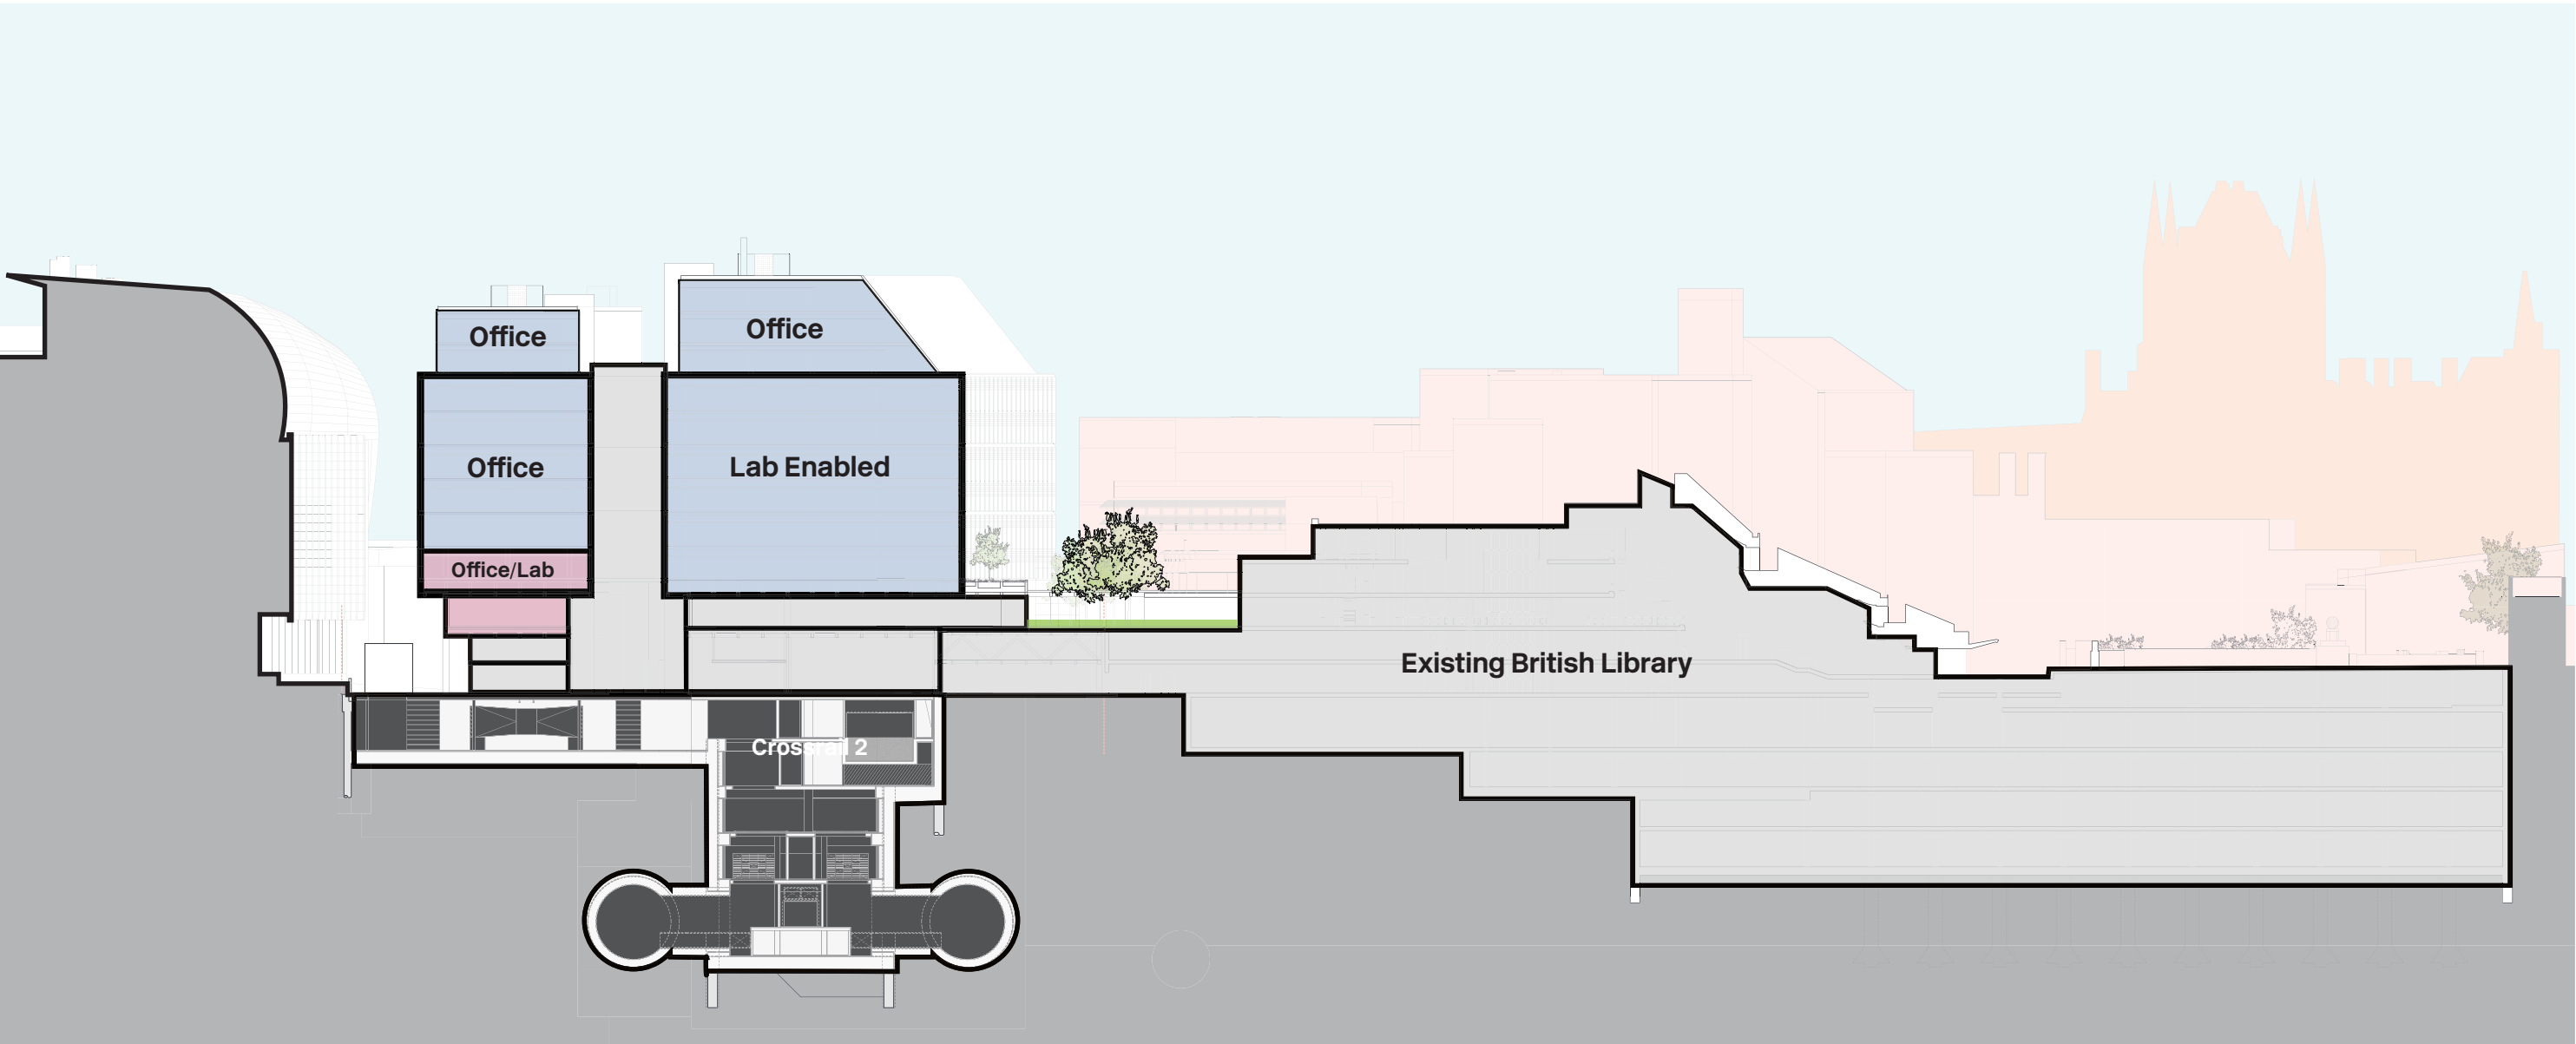 Office
Office
Office
Lab Enabled
Office/Lab
Existing British Library
Crossrail 2